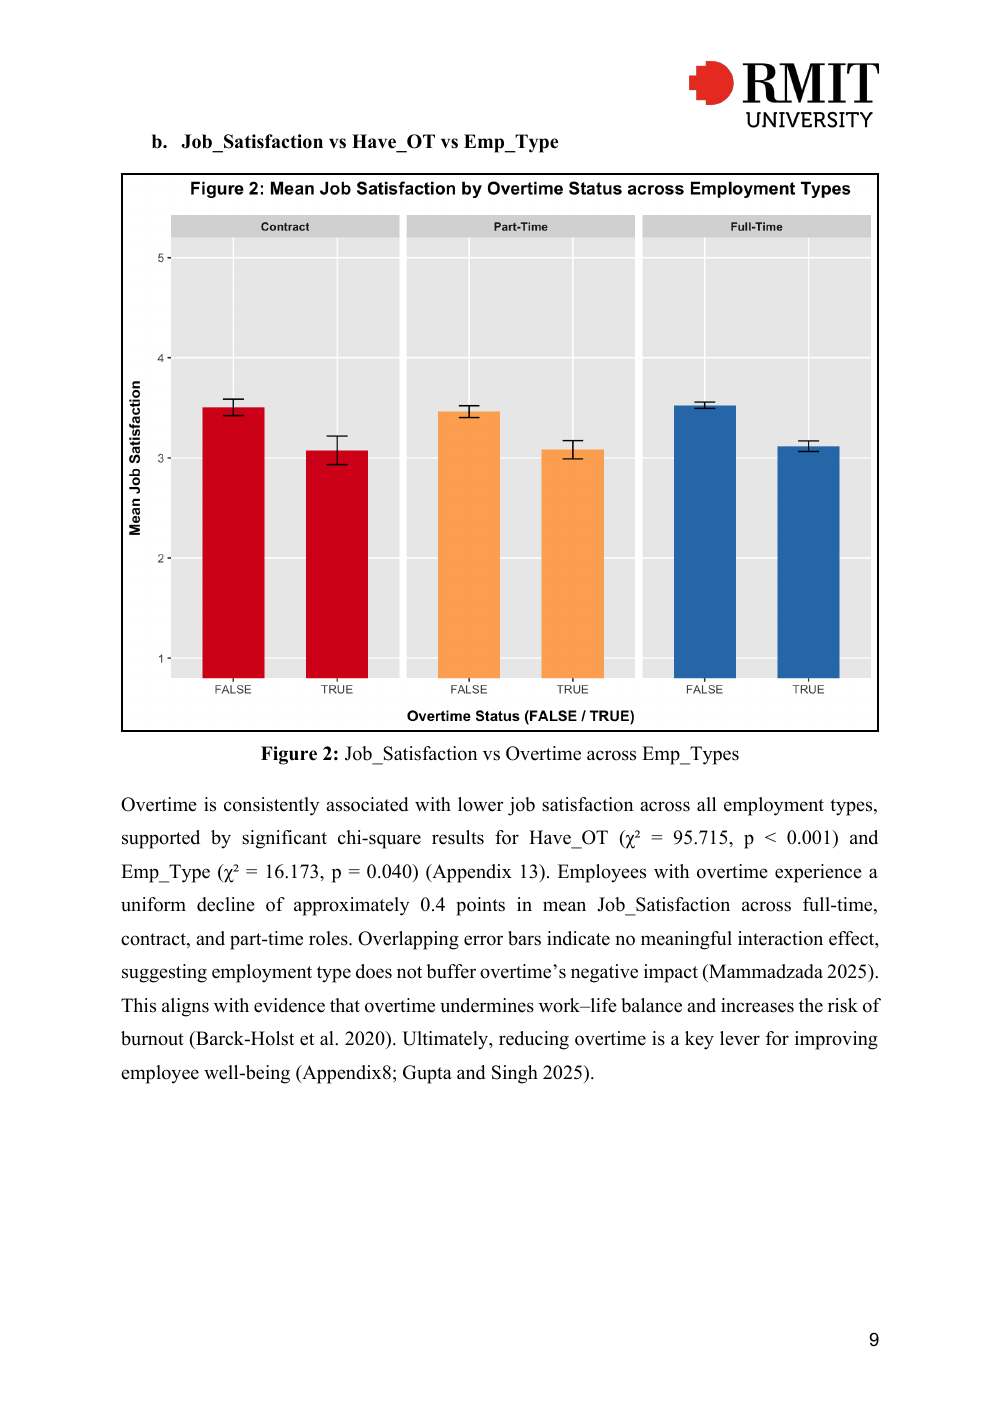 RMIT
UNIVERSITY
b. Job_Satisfaction vs Have_OT vs Emp_Type
Figure 2: Mean Job Satisfaction by Overtime Status across Employment Types
Contract Part-Time Full-Time
5
4
3
2
1
Mean Job Satisfaction
FALSE TRUE FALSE TRUE FALSE TRUE
Overtime Status (FALSE / TRUE)
Figure 2: Job_Satisfaction vs Overtime across Emp_Types
Overtime is consistently associated with lower job satisfaction across all employment types,
supported by significant chi-square results for Have_OT (χ² = 95.715, p < 0.001) and
Emp_Type (χ² = 16.173, p = 0.040) (Appendix 13). Employees with overtime experience a
uniform decline of approximately 0.4 points in mean Job_Satisfaction across full-time,
contract, and part-time roles. Overlapping error bars indicate no meaningful interaction effect,
suggesting employment type does not buffer overtime’s negative impact (Mammadzada 2025).
This aligns with evidence that overtime undermines work–life balance and increases the risk of
burnout (Barck-Holst et al. 2020). Ultimately, reducing overtime is a key lever for improving
employee well-being (Appendix8; Gupta and Singh 2025).
9